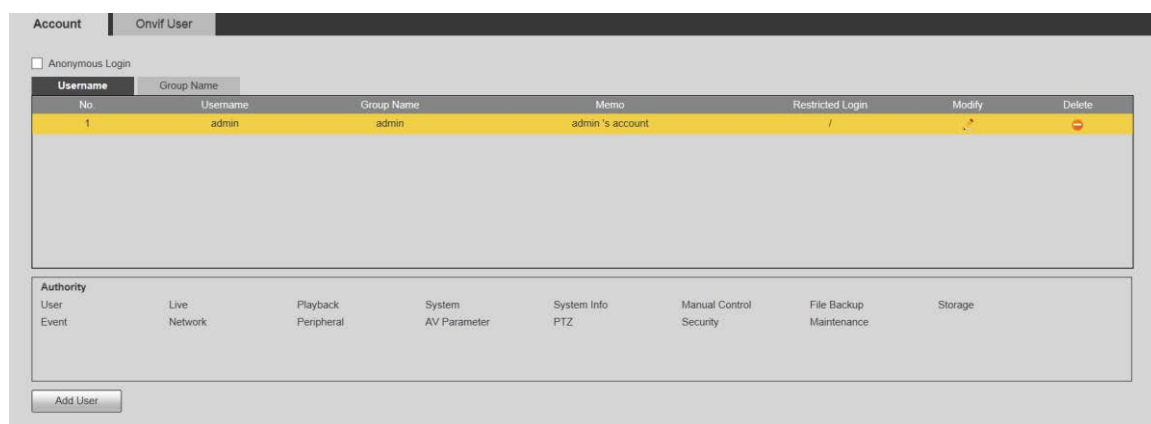 Account Onvif User
Anonymous Login
Username Group Name
No. Username Group Name Memo Restricted Login Modify Delete
1 admin admin admin 's account /
Authority
User Live Playback System System Info Manual Control File Backup Storage
Event Network Peripheral AV Parameter PTZ Security Maintenance
Add User